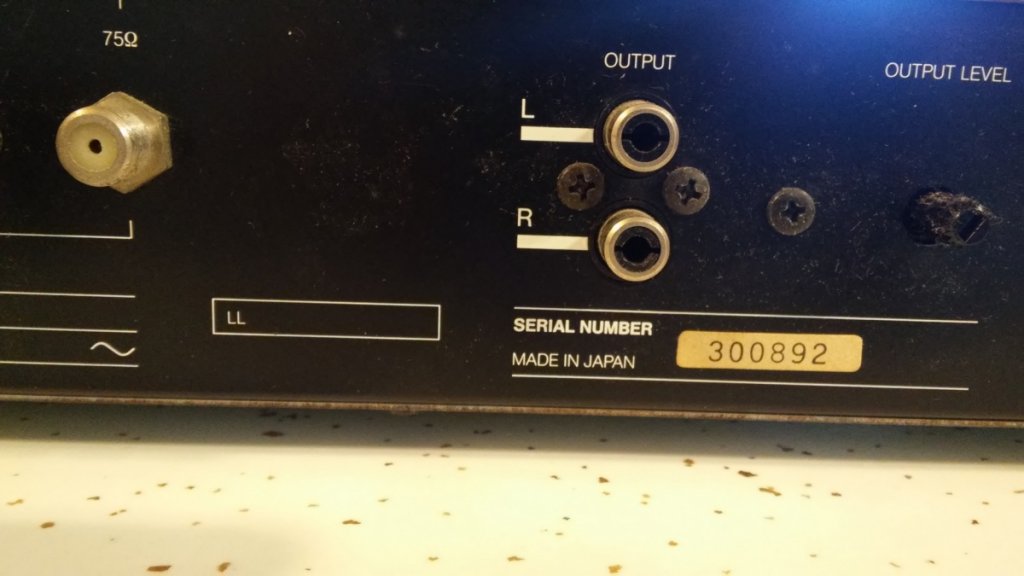 75Ω
OUTPUT
OUTPUT LEVEL
L
R
LL
SERIAL NUMBER
MADE IN JAPAN
300892